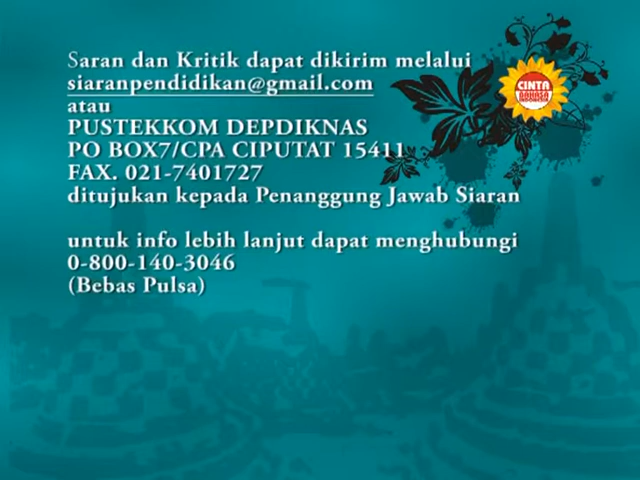 Saran dan Kritik dapat dikirim melalui
siaranpendidikan@gmail.com
atau
PUSTEKKOM DEPDIKNAS
PO BOX7/CPA CIPUTAT 15411
FAX. 021-7401727
ditujukan kepada Penanggung Jawab Siaran
untuk info lebih lanjut dapat menghubungi
0-800-140-3046
(Bebas Pulsa)
CINTA
BAHASA
INDONESIA